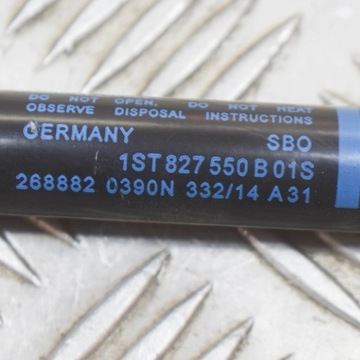 DO NOT OPEN. DO NOT HEAT
OBSERVE DISPOSAL INSTRUCTIONS
GERMANY SBO
1ST 827 550 B 01S
268882 0390N 332/14 A 31